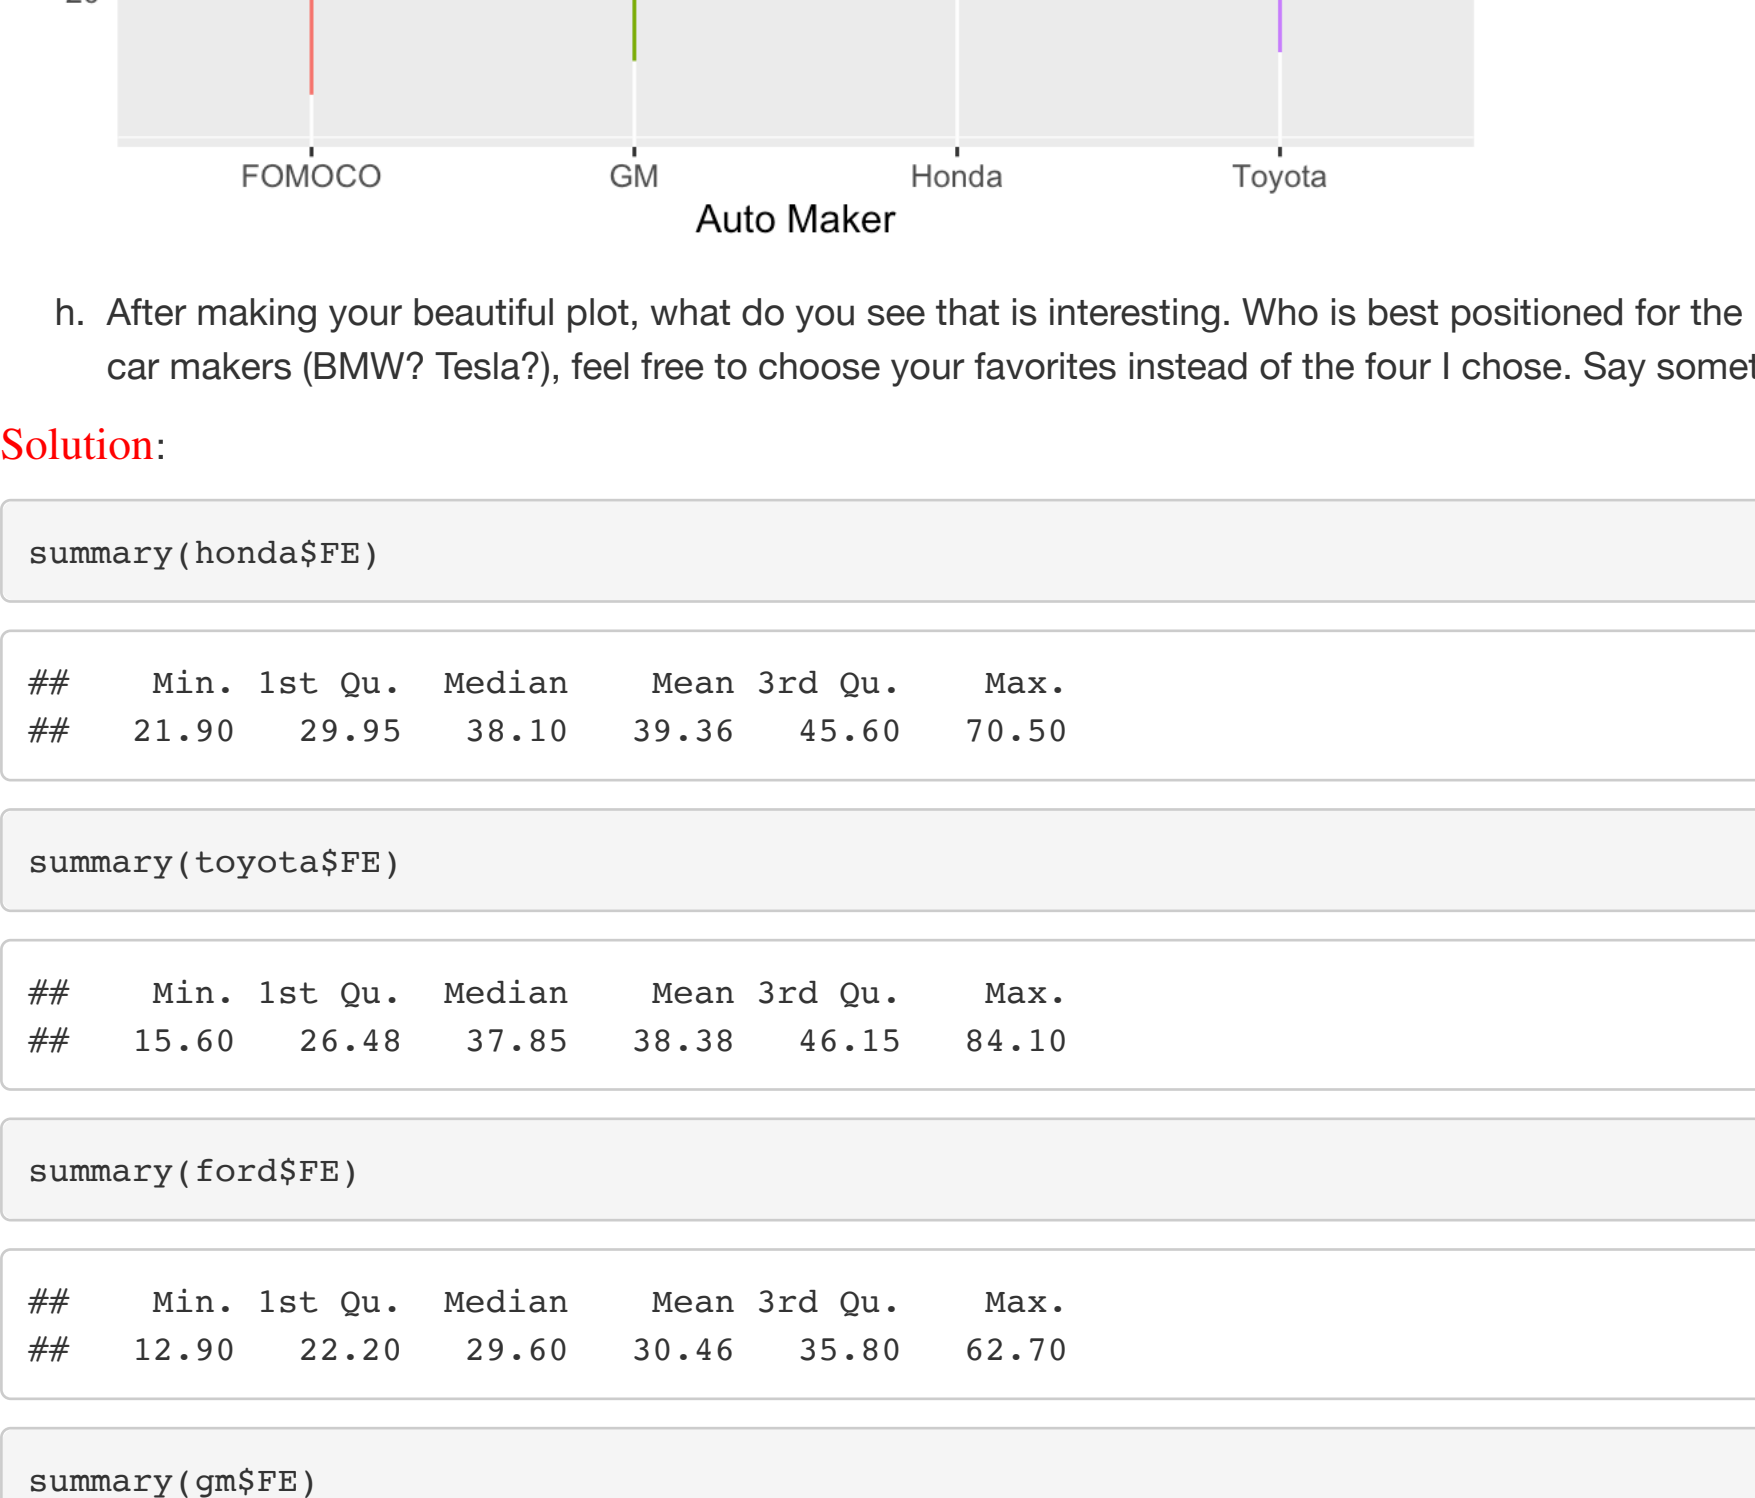 FOMOCO GM Honda Toyota
Auto Maker
h. After making your beautiful plot, what do you see that is interesting. Who is best positioned for the
car makers (BMW? Tesla?), feel free to choose your favorites instead of the four I chose. Say
Solution:
summary(honda$FE)
## Min. 1st Qu. Median Mean 3rd Qu. Max.
## 21.90 29.95 38.10 39.36 45.60 70.50
summary(toyota$FE)
## Min. 1st Qu. Median Mean 3rd Qu. Max.
## 15.60 26.48 37.85 38.38 46.15 84.10
summary(ford$FE)
## Min. 1st Qu. Median Mean 3rd Qu. Max.
## 12.90 22.20 29.60 30.46 35.80 62.70
summary(gm$FE)